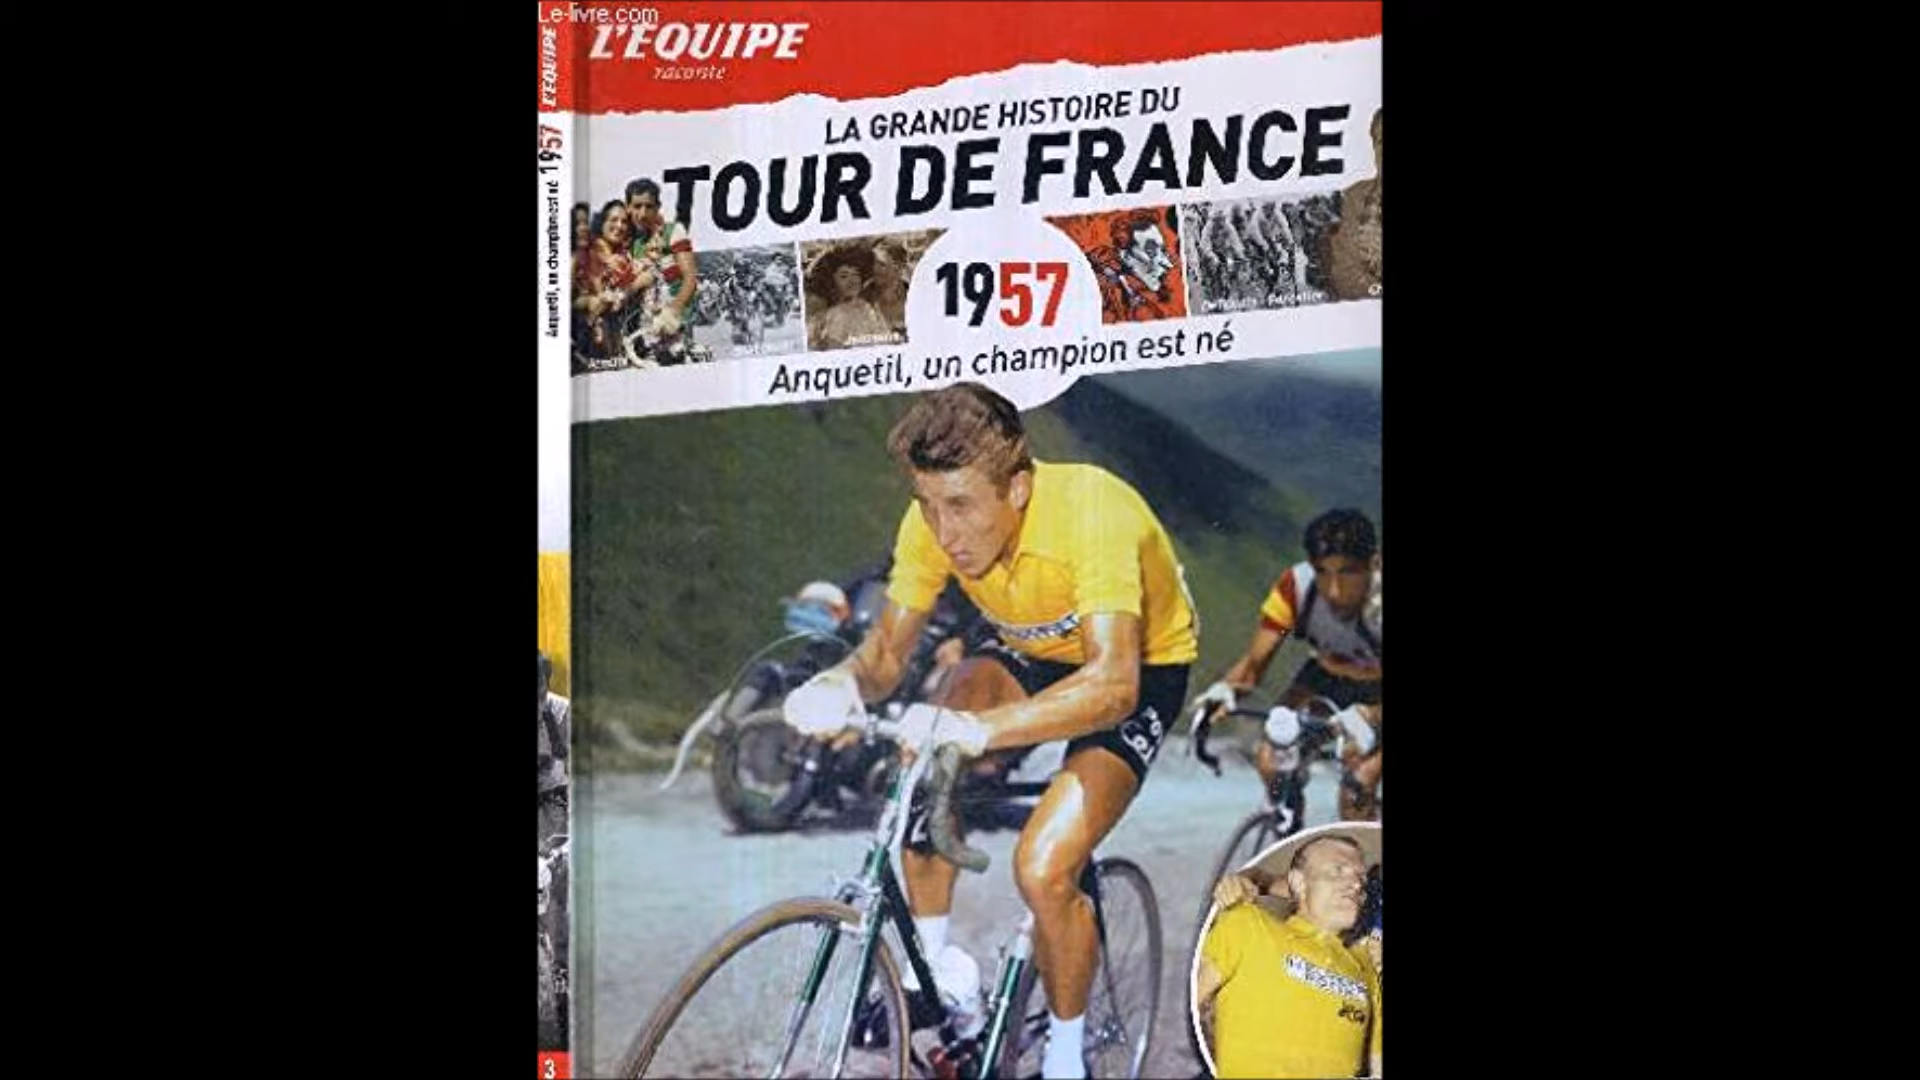 Le-livre.com
L'ÉQUIPE
raconte
LA GRANDE HISTOIRE DU
TOUR DE FRANCE
1957
Anquetil, un champion est né
L'ÉQUIPE
1957
Anquetil, un champion est né
3